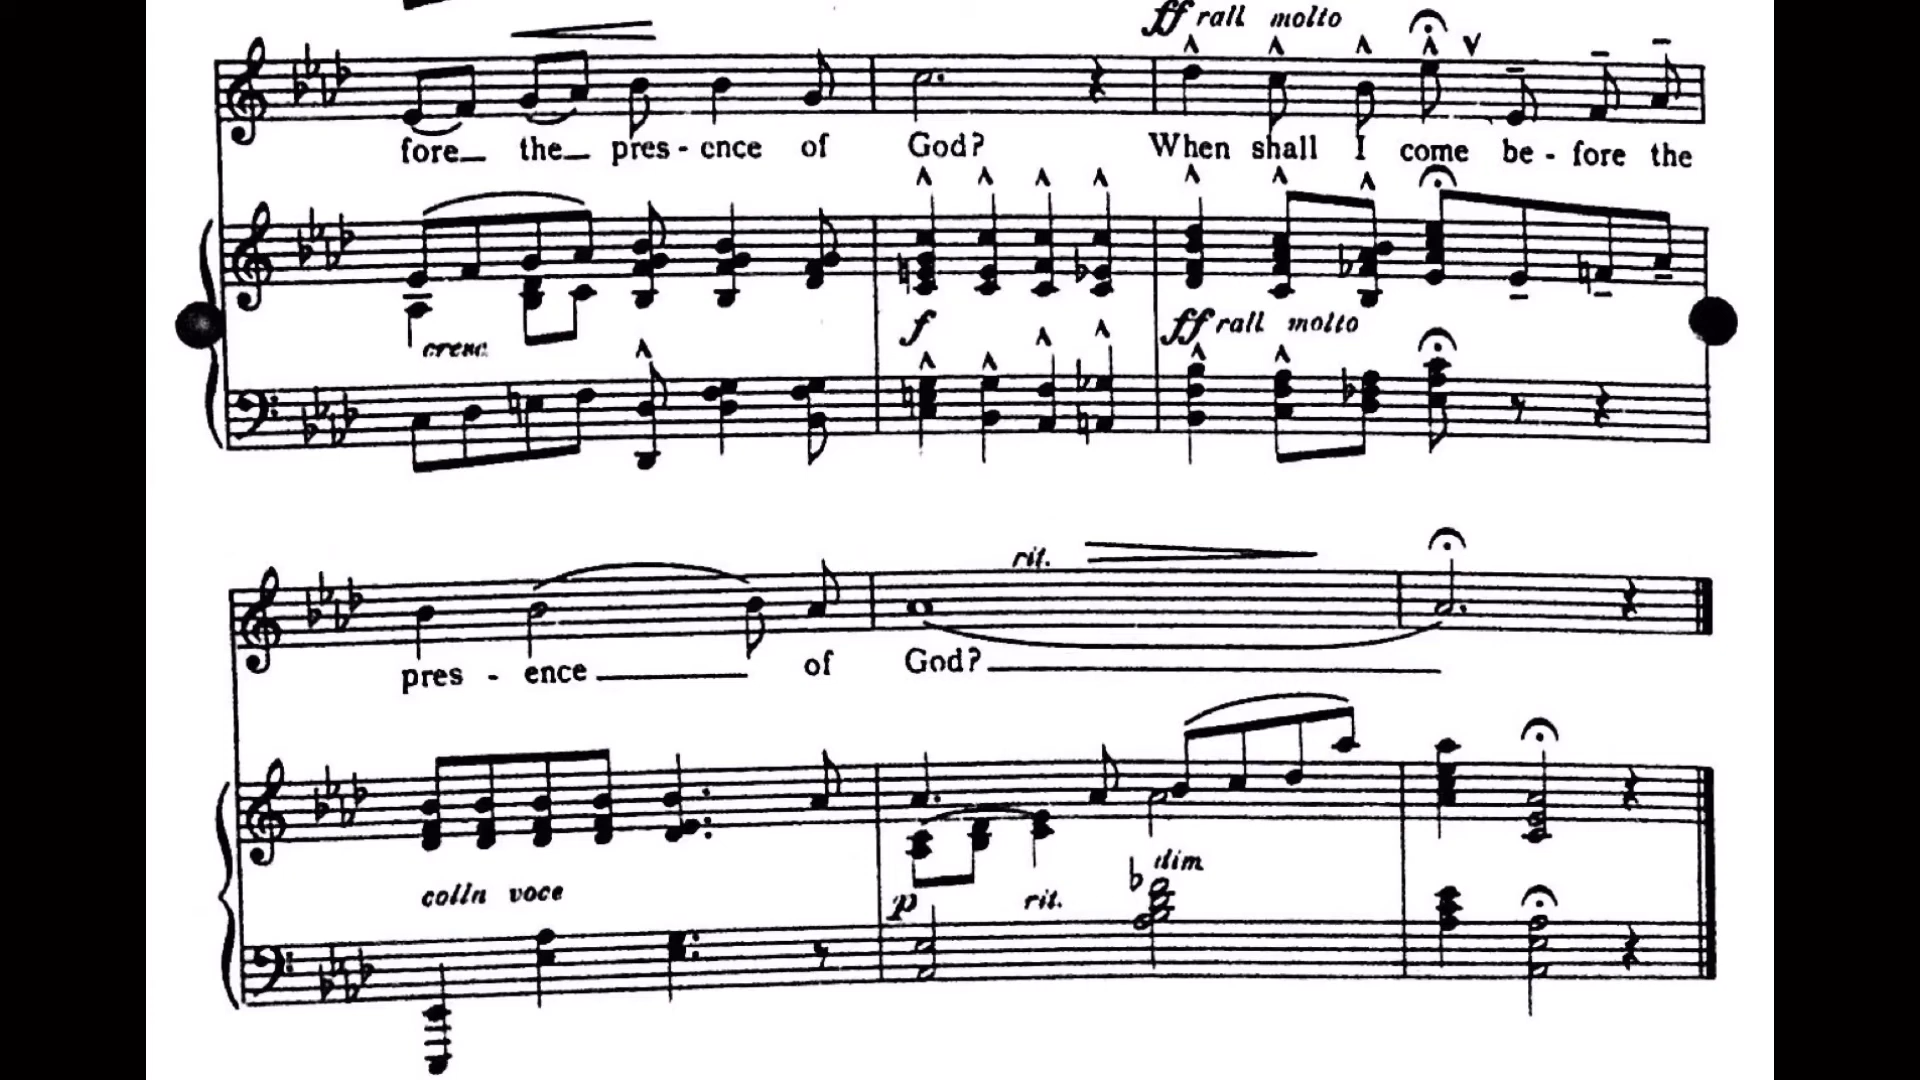 ff rall molto
fore the pres - ence of God? When shall I come be - fore the
cresc. f ff rall molto
rit.
pres - ence of God?
colla voce p rit. dim